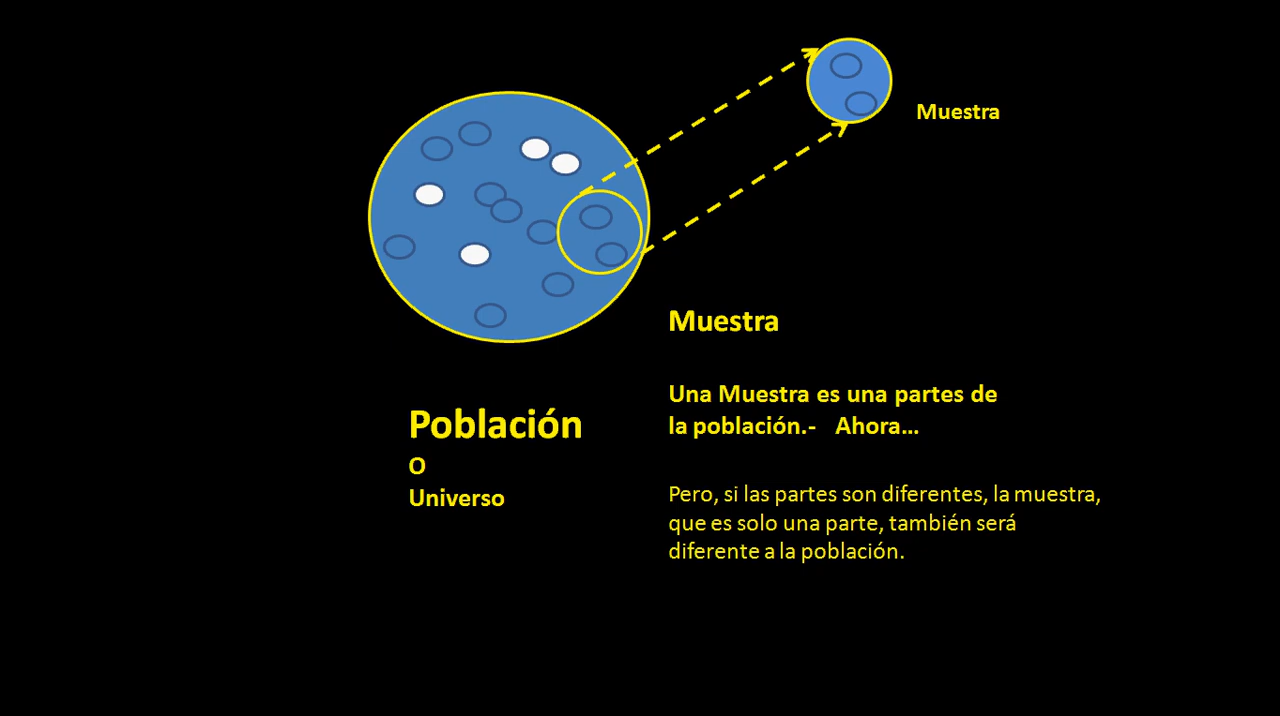 Muestra
Población
O
Universo
Muestra
Una Muestra es una partes de
la población.- Ahora...
Pero, si las partes son diferentes, la muestra,
que es solo una parte, también será
diferente a la población.